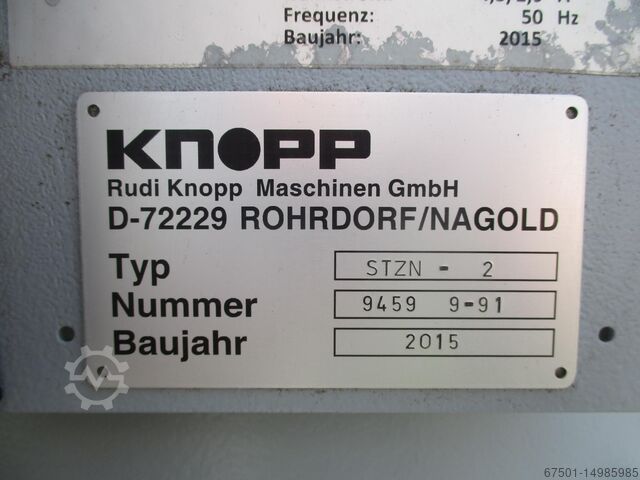 Frequenz: 50 Hz
Baujahr: 2015
KNOPP
Rudi Knopp Maschinen GmbH
D-72229 ROHRDORF/NAGOLD
Typ STZN - 2
Nummer 9459 9-91
Baujahr 2015
67501-14985985